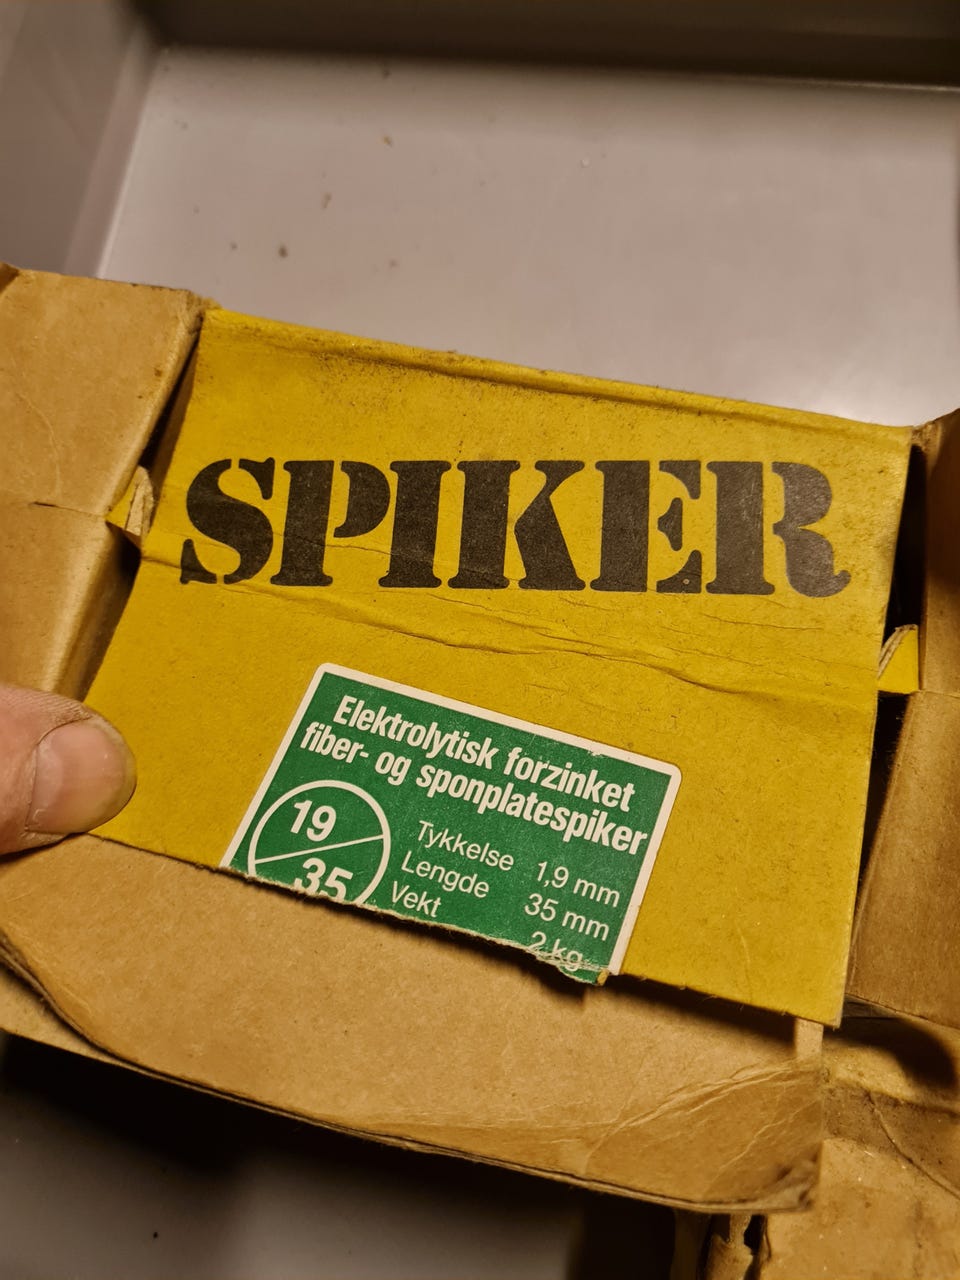 SPIKER
Elektrolytisk forzinket
fiber- og sponplatespiker
19
35
Tykkelse 1,9 mm
Lengde 35 mm
Vekt 2 kg